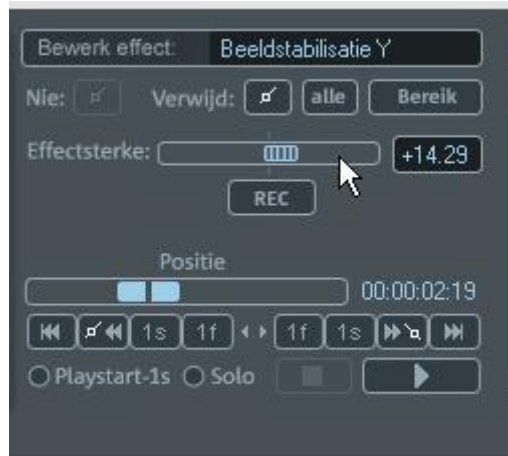 Bewerk effect: Beeldstabilisatie Y
Nie: Verwijd: alle Bereik
Effectsterke: +14.29
REC
Positie
00:00:02:19
1s 1f 1f 1s
Playstart-1s Solo